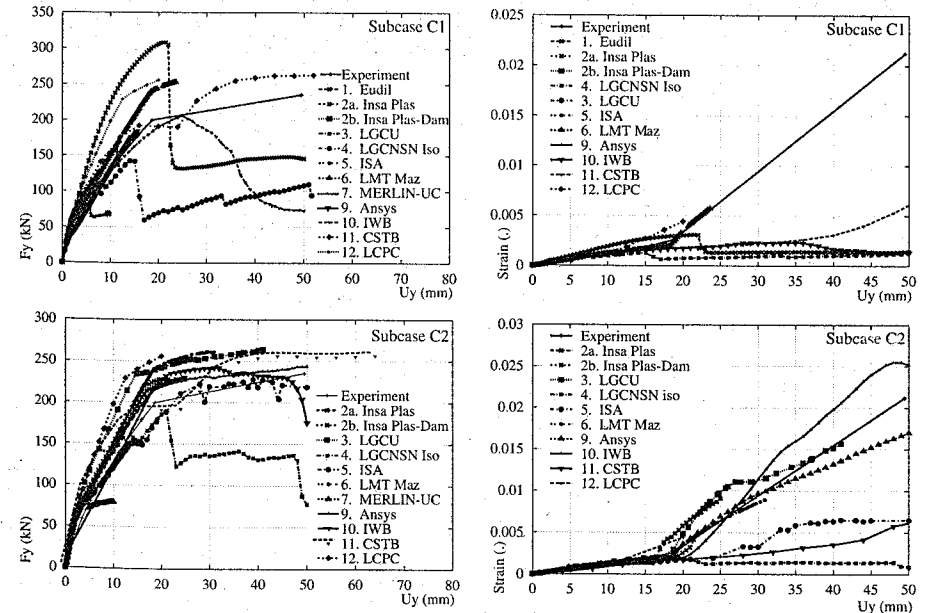 Subcase C1
350
300
250
200
150
100
50
0
Fy (kN)
0 10 20 30 40 50 60 70 80
Uy (mm)
Experiment
1. Eudil
2a. Insa Plas
2b. Insa Plas-Dam
3. LGCU
4. LGCNSN Iso
5. ISA
6. LMT Maz
7. MERLIN-UC
9. Ansys
10. IWB
11. CSTB
12. LCPC
Subcase C1
0.025
0.02
0.015
0.01
0.005
0
Strain (.)
0 5 10 15 20 25 30 35 40 45 50
Uy (mm)
Experiment
1. Eudil
2a. Insa Plas
2b. Insa Plas-Dam
4. LGCNSN Iso
3. LGCU
5. ISA
6. LMT Maz
9. Ansys
10. IWB
11. CSTB
12. LCPC
Subcase C2
300
250
200
150
100
50
0
Fy (kN)
0 10 20 30 40 50 60 70 80
Uy (mm)
Experiment
2a. Insa Plas
2b. Insa Plas-Dam
3. LGCU
4. LGCNSN Iso
5. ISA
6. LMT Maz
7. MERLIN-UC
9. Ansys
10. IWB
11. CSTB
12. LCPC
Subcase C2
0.03
0.025
0.02
0.015
0.01
0.005
0
Strain (.)
0 5 10 15 20 25 30 35 40 45 50
Uy (mm)
Experiment
2a. Insa Plas
2b. Insa Plas-Dam
3. LGCU
4. LGCNSN iso
5. ISA
6. LMT Maz
9. Ansys
10. IWB
11. CSTB
12. LCPC